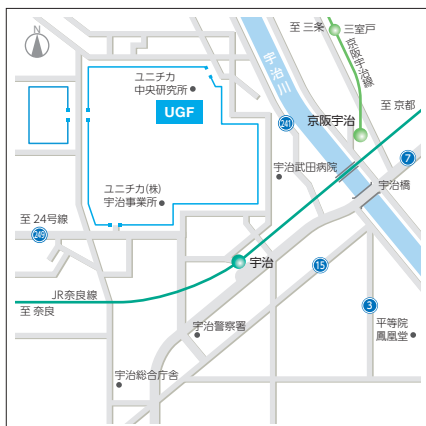 至 三条
三室戸
N
京阪宇治線
宇治川
ユニチカ
中央研究所
至 京都
UGF
241
京阪宇治
7
宇治武田病院
宇治橋
ユニチカ(株)
宇治事業所
至 24号線
249
宇治
15
JR奈良線
至 奈良
3
宇治警察署
平等院
鳳凰堂
宇治総合庁舎